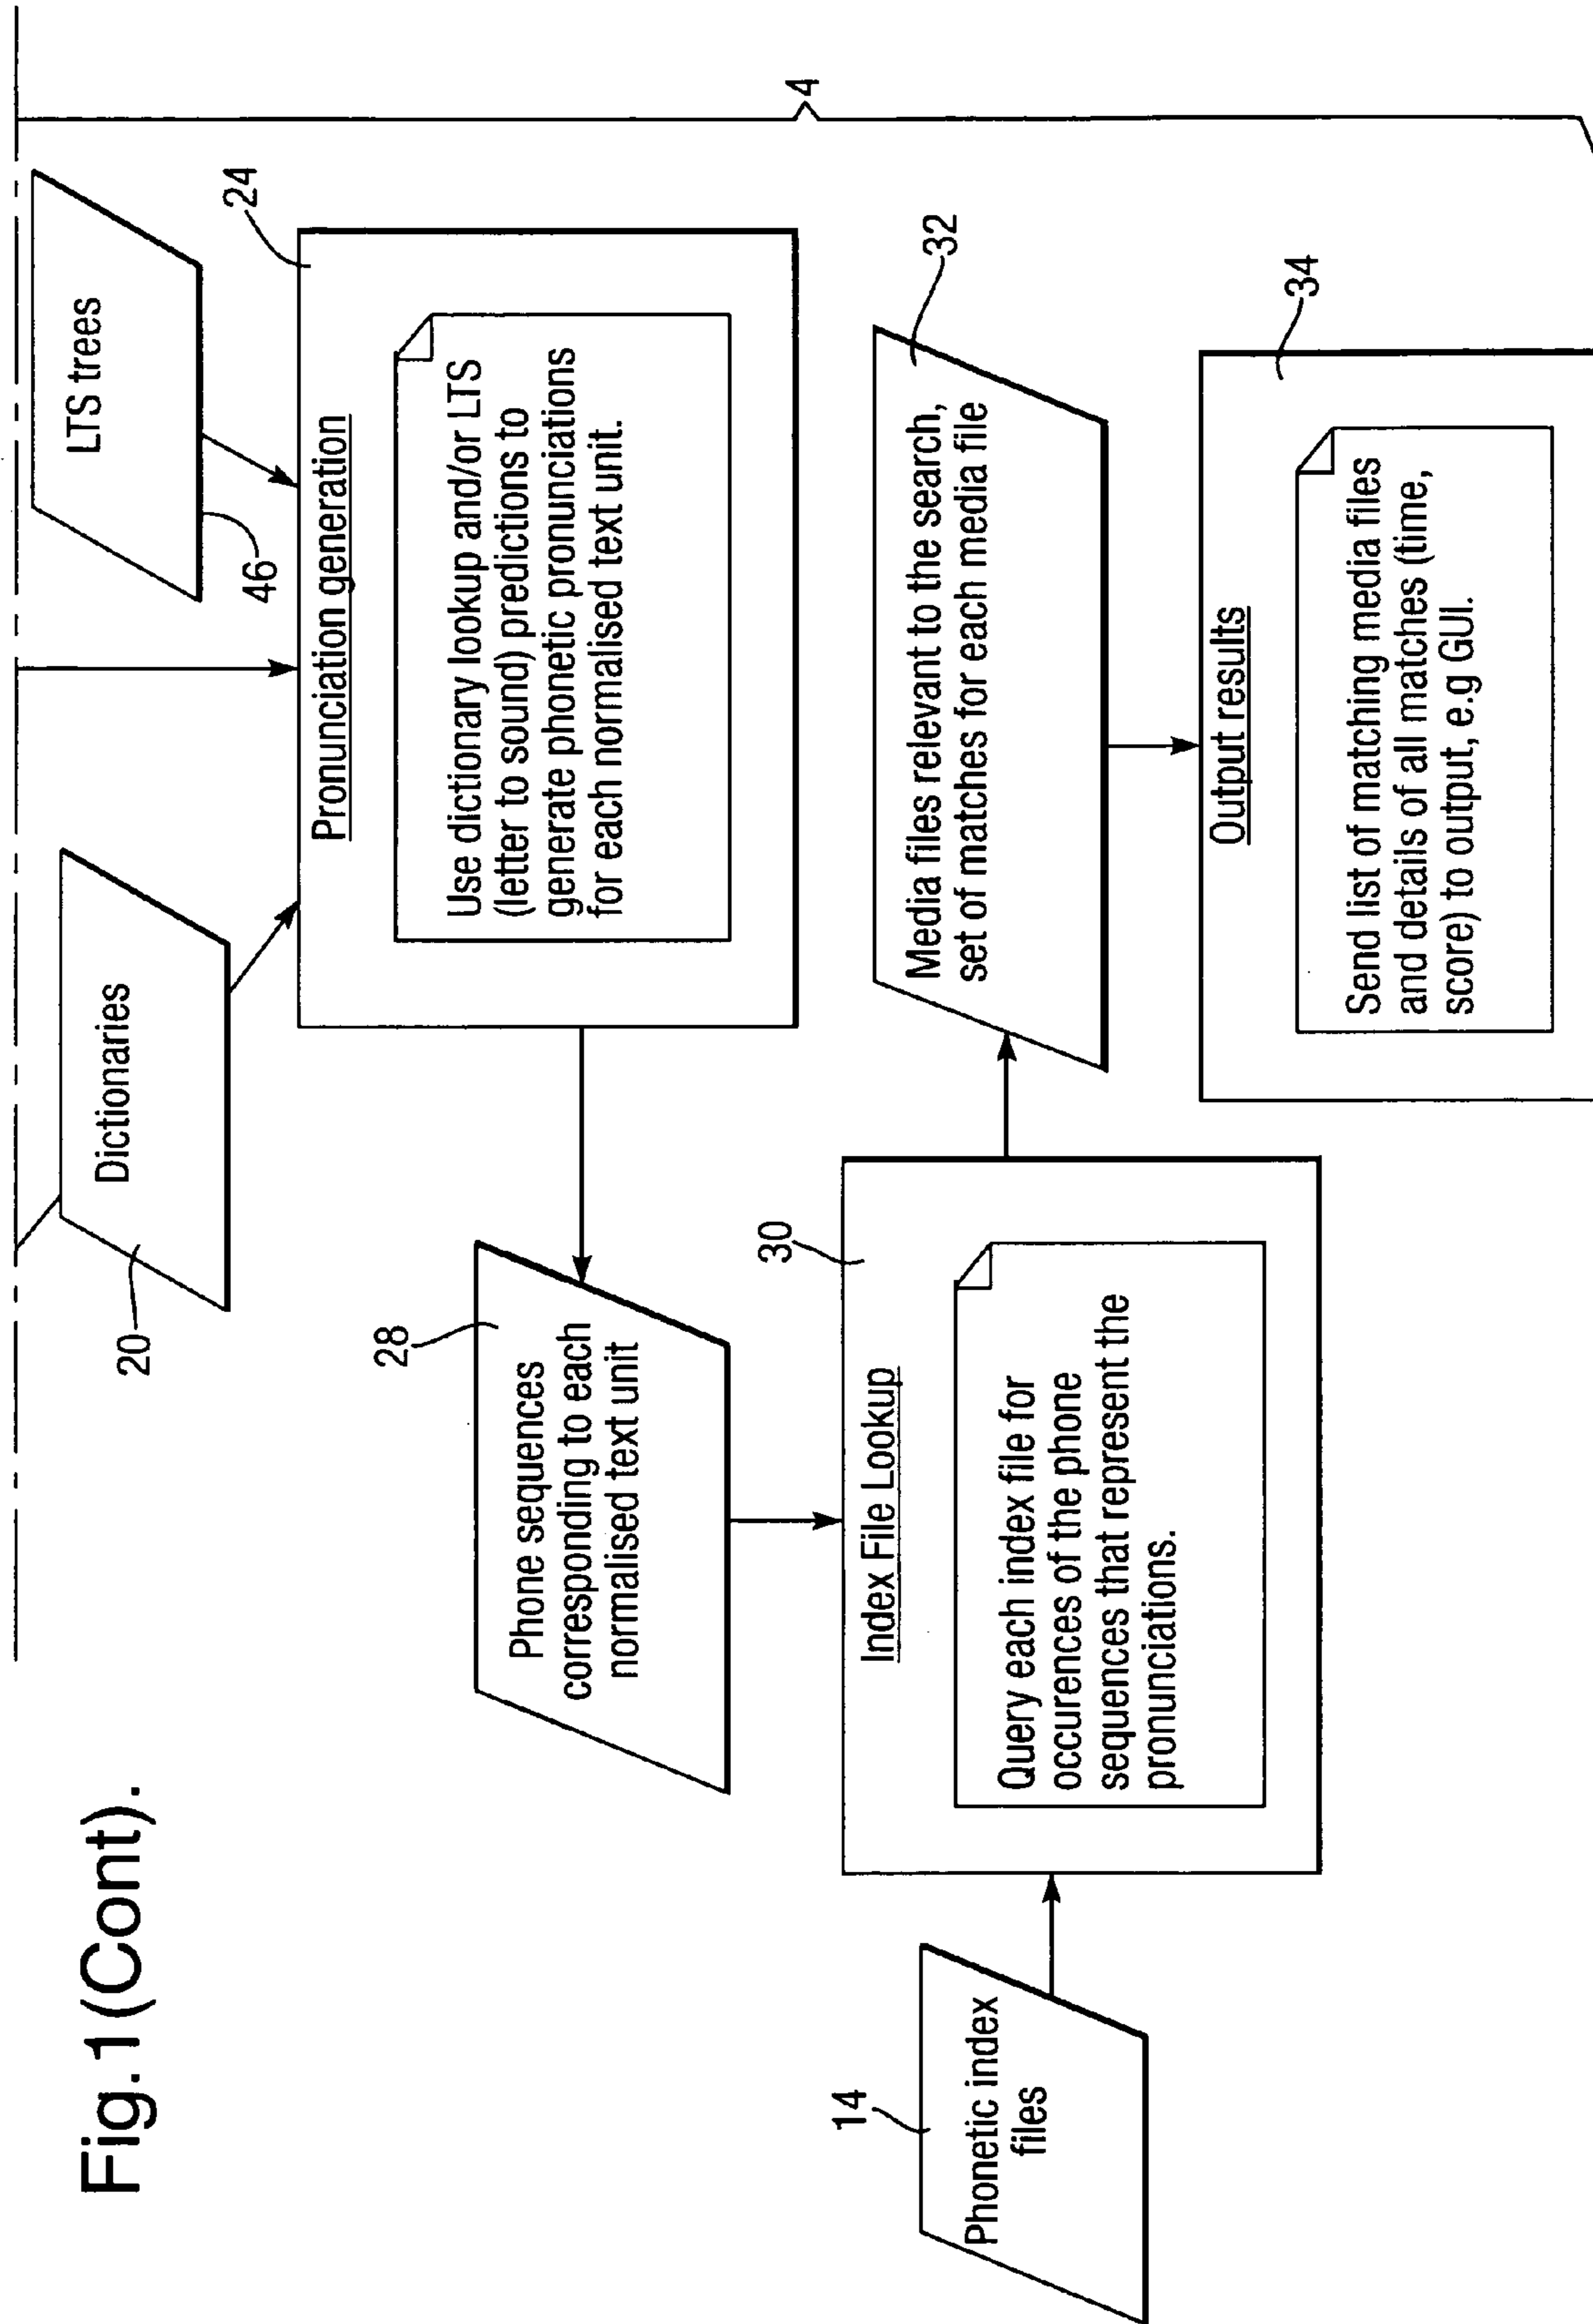 Fig.1(Cont).
Dictionaries
20
LTS trees
46
4
24
Pronunciation generation
Use dictionary lookup and/or LTS
(letter to sound) predictions to
generate phonetic pronunciations
for each normalised text unit.
28
Phone sequences
corresponding to each
normalised text unit
14
Phonetic index
files
30
Index File Lookup
Query each index file for
occurences of the phone
sequences that represent the
pronunciations.
32
Media files relevant to the search,
set of matches for each media file
34
Output results
Send list of matching media files
and details of all matches (time,
score) to output, e.g GUI.